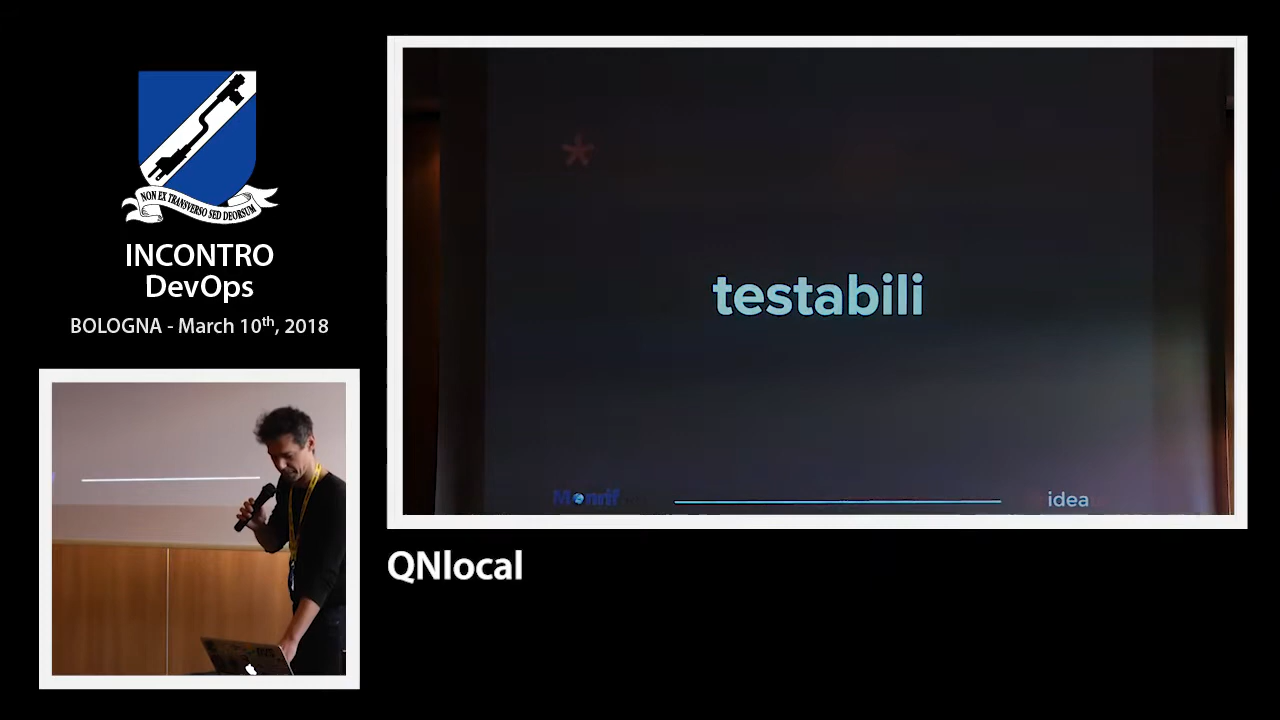 NON EX TRANSVERSO SED DEORSUM
INCONTRO
DevOps
BOLOGNA - March 10th, 2018
*
testabili
Monrif
idea
QNlocal